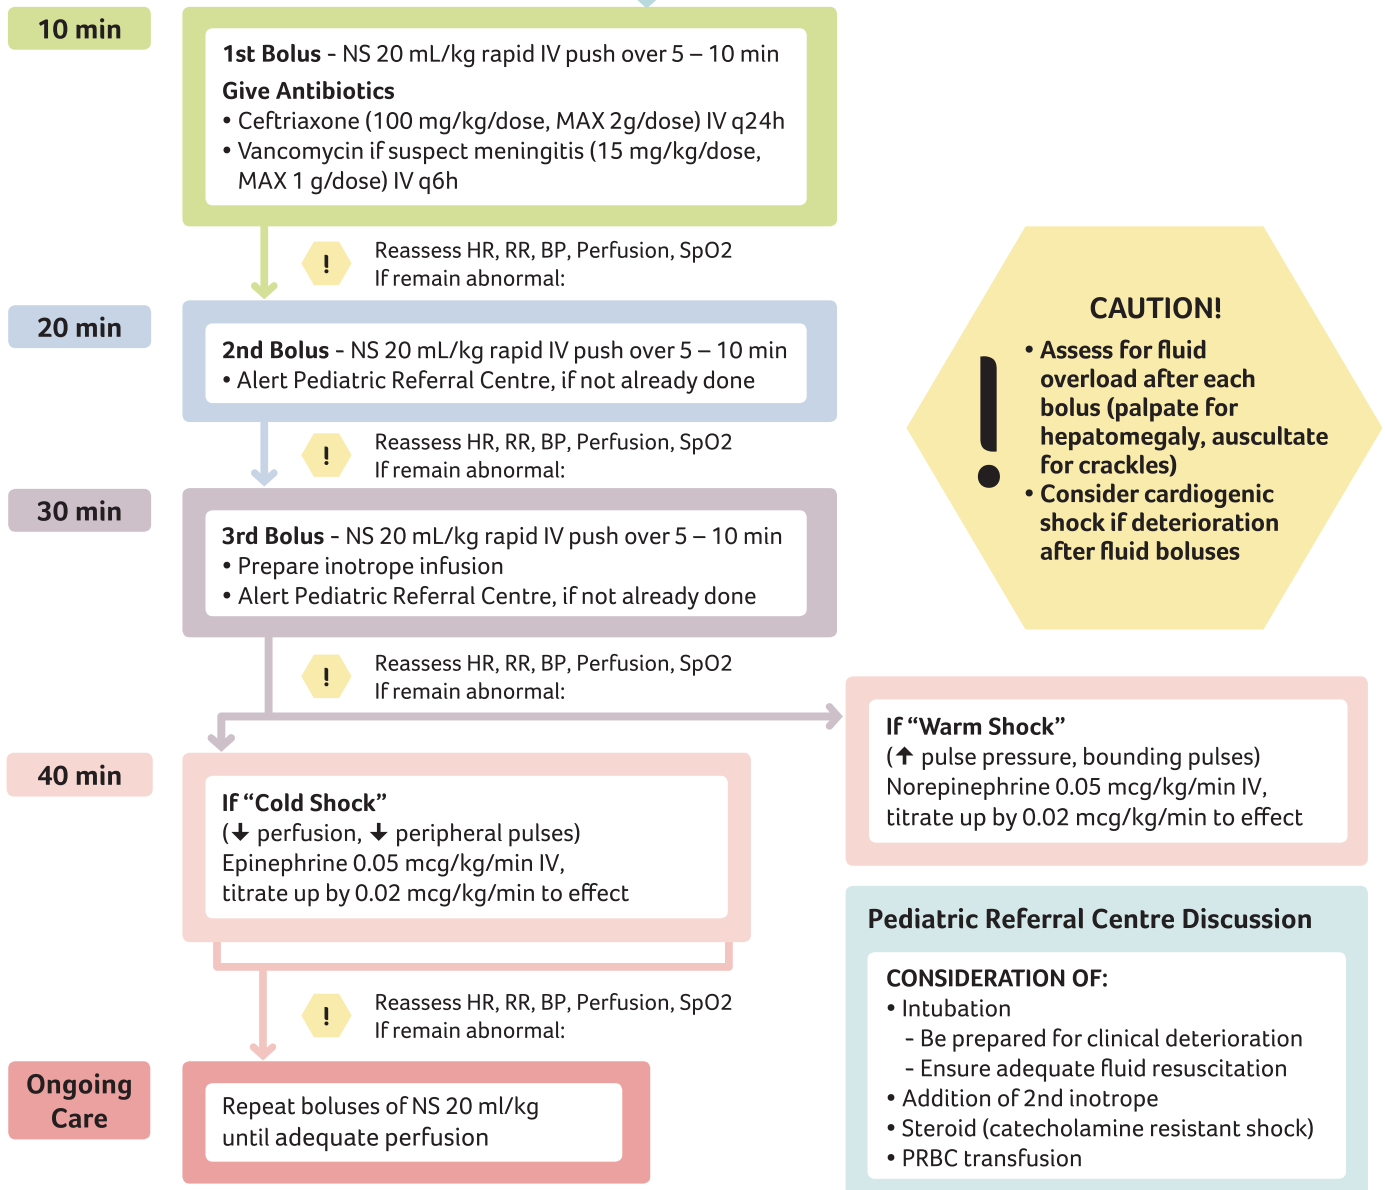 10 min
1st Bolus - NS 20 mL/kg rapid IV push over 5 – 10 min
Give Antibiotics
• Ceftriaxone (100 mg/kg/dose, MAX 2g/dose) IV q24h
• Vancomycin if suspect meningitis (15 mg/kg/dose,
MAX 1 g/dose) IV q6h
! Reassess HR, RR, BP, Perfusion, SpO2
If remain abnormal:
20 min
2nd Bolus - NS 20 mL/kg rapid IV push over 5 – 10 min
• Alert Pediatric Referral Centre, if not already done
! Reassess HR, RR, BP, Perfusion, SpO2
If remain abnormal:
30 min
3rd Bolus - NS 20 mL/kg rapid IV push over 5 – 10 min
• Prepare inotrope infusion
• Alert Pediatric Referral Centre, if not already done
! Reassess HR, RR, BP, Perfusion, SpO2
If remain abnormal:
CAUTION!
!
• Assess for fluid
overload after each
bolus (palpate for
hepatomegaly, auscultate
for crackles)
• Consider cardiogenic
shock if deterioration
after fluid boluses
40 min
If “Cold Shock”
(↓ perfusion, ↓ peripheral pulses)
Epinephrine 0.05 mcg/kg/min IV,
titrate up by 0.02 mcg/kg/min to effect
If “Warm Shock”
(↑ pulse pressure, bounding pulses)
Norepinephrine 0.05 mcg/kg/min IV,
titrate up by 0.02 mcg/kg/min to effect
! Reassess HR, RR, BP, Perfusion, SpO2
If remain abnormal:
Ongoing
Care
Repeat boluses of NS 20 ml/kg
until adequate perfusion
Pediatric Referral Centre Discussion
CONSIDERATION OF:
• Intubation
- Be prepared for clinical deterioration
- Ensure adequate fluid resuscitation
• Addition of 2nd inotrope
• Steroid (catecholamine resistant shock)
• PRBC transfusion